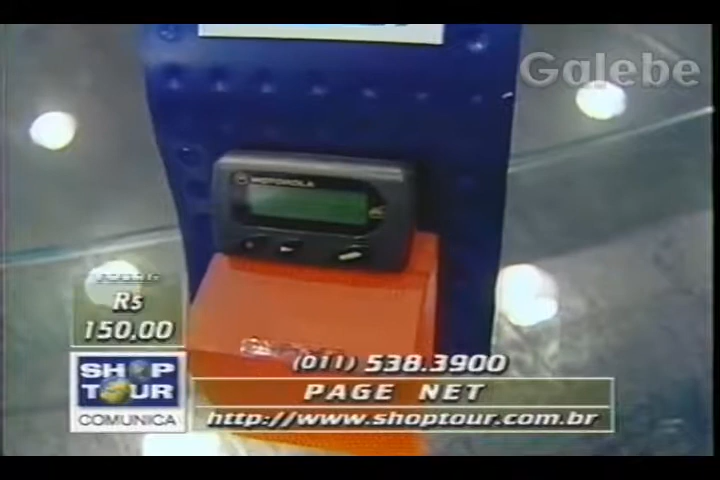 Galebe
MOTOROLA
R$
150,00
(011) 538.3900
SHOP
TOUR
COMUNICA
PAGE NET
http://www.shoptour.com.br